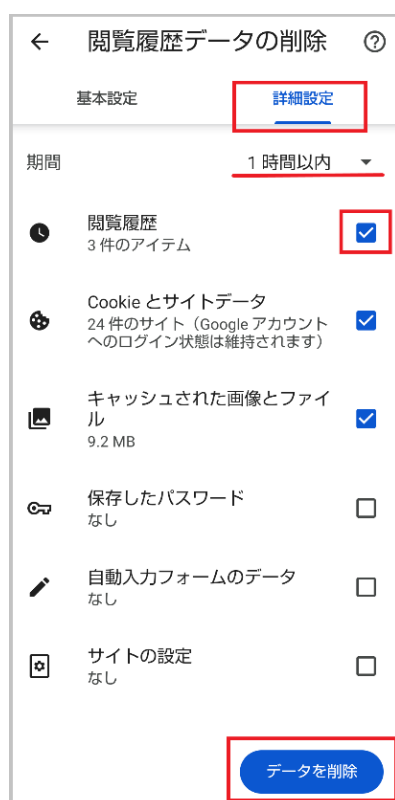 閲覧履歴データの削除
基本設定
詳細設定
期間
1 時間以内
閲覧履歴
3 件のアイテム
Cookie とサイトデータ
24 件のサイト（Google アカウント
へのログイン状態は維持されます）
キャッシュされた画像とファイ
ル
9.2 MB
保存したパスワード
なし
自動入力フォームのデータ
なし
サイトの設定
なし
データを削除